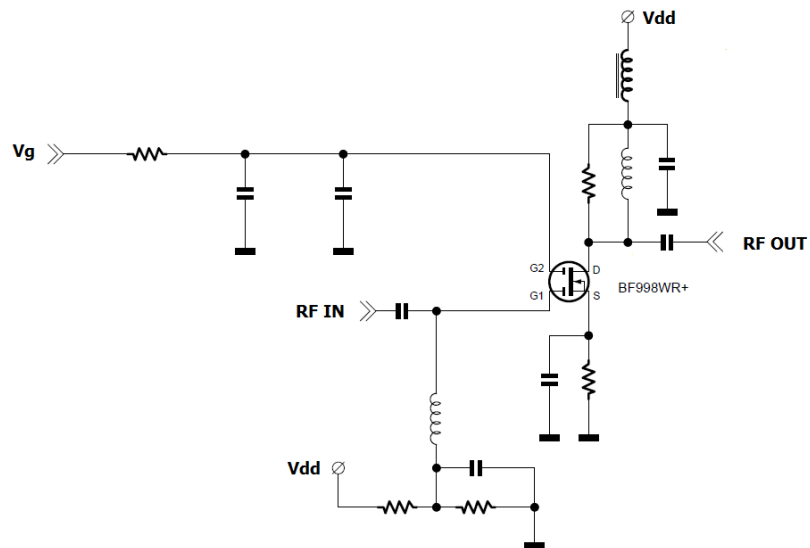 Vdd
Vg
RF OUT
G2
D
G1
S
BF998WR+
RF IN
Vdd